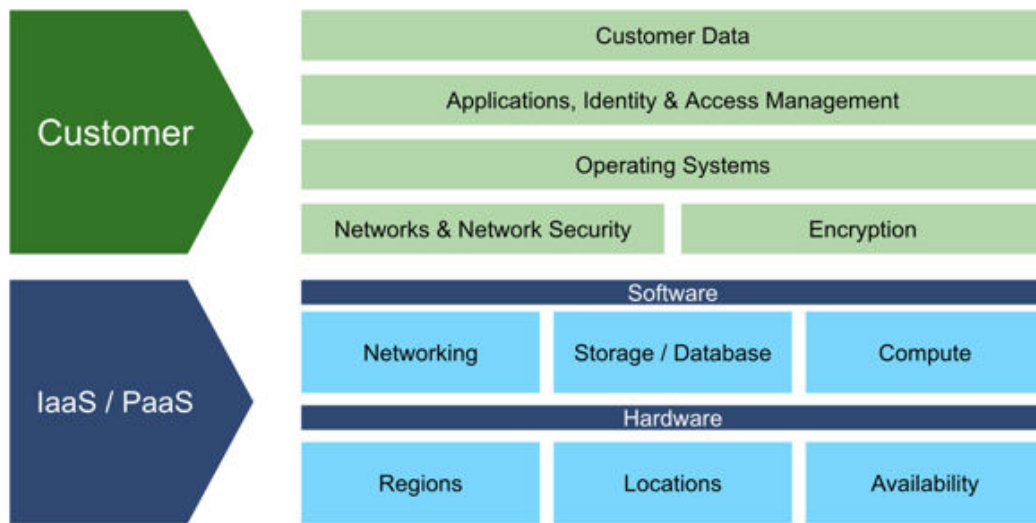 Customer
Customer Data
Applications, Identity & Access Management
Operating Systems
Networks & Network Security
Encryption
IaaS / PaaS
Software
Networking
Storage / Database
Compute
Hardware
Regions
Locations
Availability